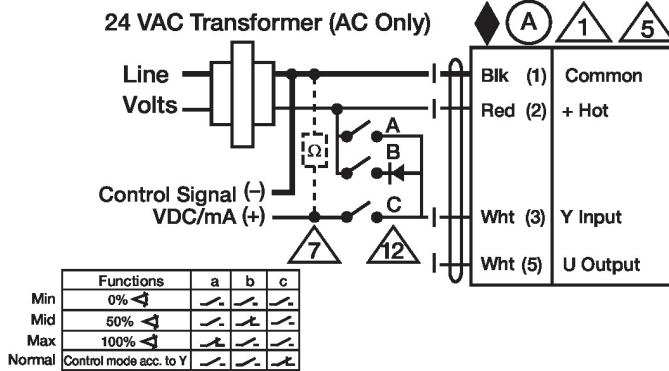 24 VAC Transformer (AC Only)
A 1 5
Line
Volts
Blk (1) Common
Red (2) + Hot
A
Ω
B
Control Signal (–)
VDC/mA (+)
C
Wht (3) Y Input
7 12
Wht (5) U Output
Functions a b c
Min 0%
Mid 50%
Max 100%
Normal Control mode acc. to Y